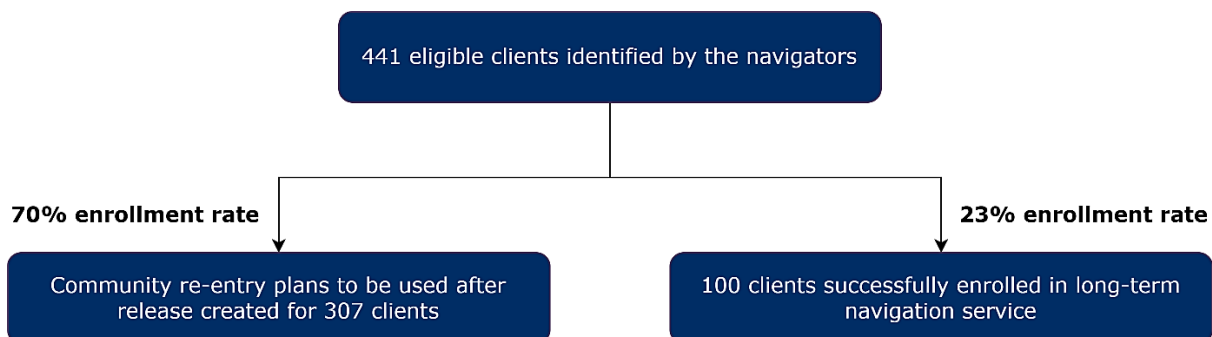 441 eligible clients identified by the navigators
70% enrollment rate
23% enrollment rate
Community re-entry plans to be used after
release created for 307 clients
100 clients successfully enrolled in long-term
navigation service